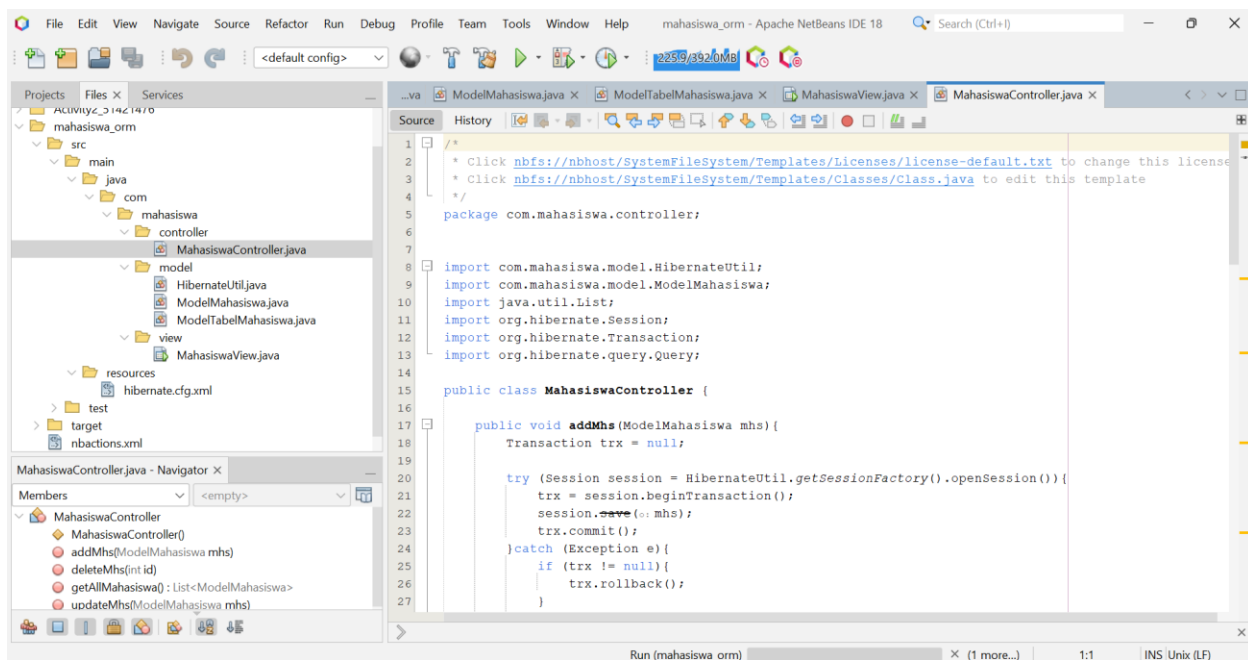 File Edit View Navigate Source Refactor Run Debug Profile Team Tools Window Help mahasiswa_orm - Apache NetBeans IDE 18 Search (Ctrl+I)
<default config> 225.9/392.0MB
Projects Files Services
Activity2_51421476
mahasiswa_orm
src
main
java
com
mahasiswa
controller
MahasiswaController.java
model
HibernateUtil.java
ModelMahasiswa.java
ModelTabelMahasiswa.java
view
MahasiswaView.java
resources
hibernate.cfg.xml
test
target
nbactions.xml
MahasiswaController.java - Navigator
Members <empty>
MahasiswaController
MahasiswaController()
addMhs(ModelMahasiswa mhs)
deleteMhs(int id)
getAllMahasiswa() : List<ModelMahasiswa>
updateMhs(ModelMahasiswa mhs)
...va ModelMahasiswa.java ModelTabelMahasiswa.java MahasiswaView.java MahasiswaController.java
Source History
1 /*
2 * Click nbfs://nbhost/SystemFileSystem/Templates/Licenses/license-default.txt to change this license
3 * Click nbfs://nbhost/SystemFileSystem/Templates/Classes/Class.java to edit this template
4 */
5 package com.mahasiswa.controller;
6
7
8 import com.mahasiswa.model.HibernateUtil;
9 import com.mahasiswa.model.ModelMahasiswa;
10 import java.util.List;
11 import org.hibernate.Session;
12 import org.hibernate.Transaction;
13 import org.hibernate.query.Query;
14
15 public class MahasiswaController {
16
17 public void addMhs(ModelMahasiswa mhs){
18 Transaction trx = null;
19
20 try (Session session = HibernateUtil.getSessionFactory().openSession()){
21 trx = session.beginTransaction();
22 session.save(o: mhs);
23 trx.commit();
24 }catch (Exception e){
25 if (trx != null){
26 trx.rollback();
27 }
Run (mahasiswa_orm) (1 more...) 1:1 INS Unix (LF)